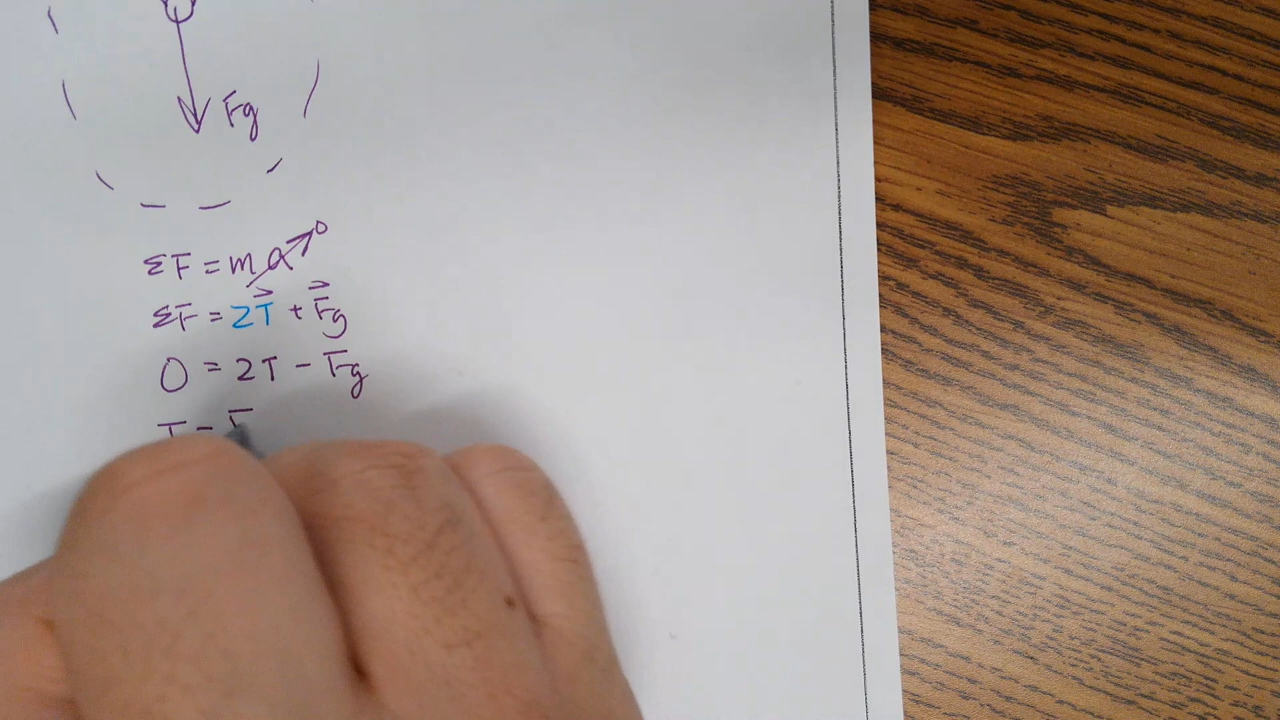 Fg
ΣF = ma→0
ΣF = 2T⃗ + F⃗g
0 = 2T - Fg
T = F